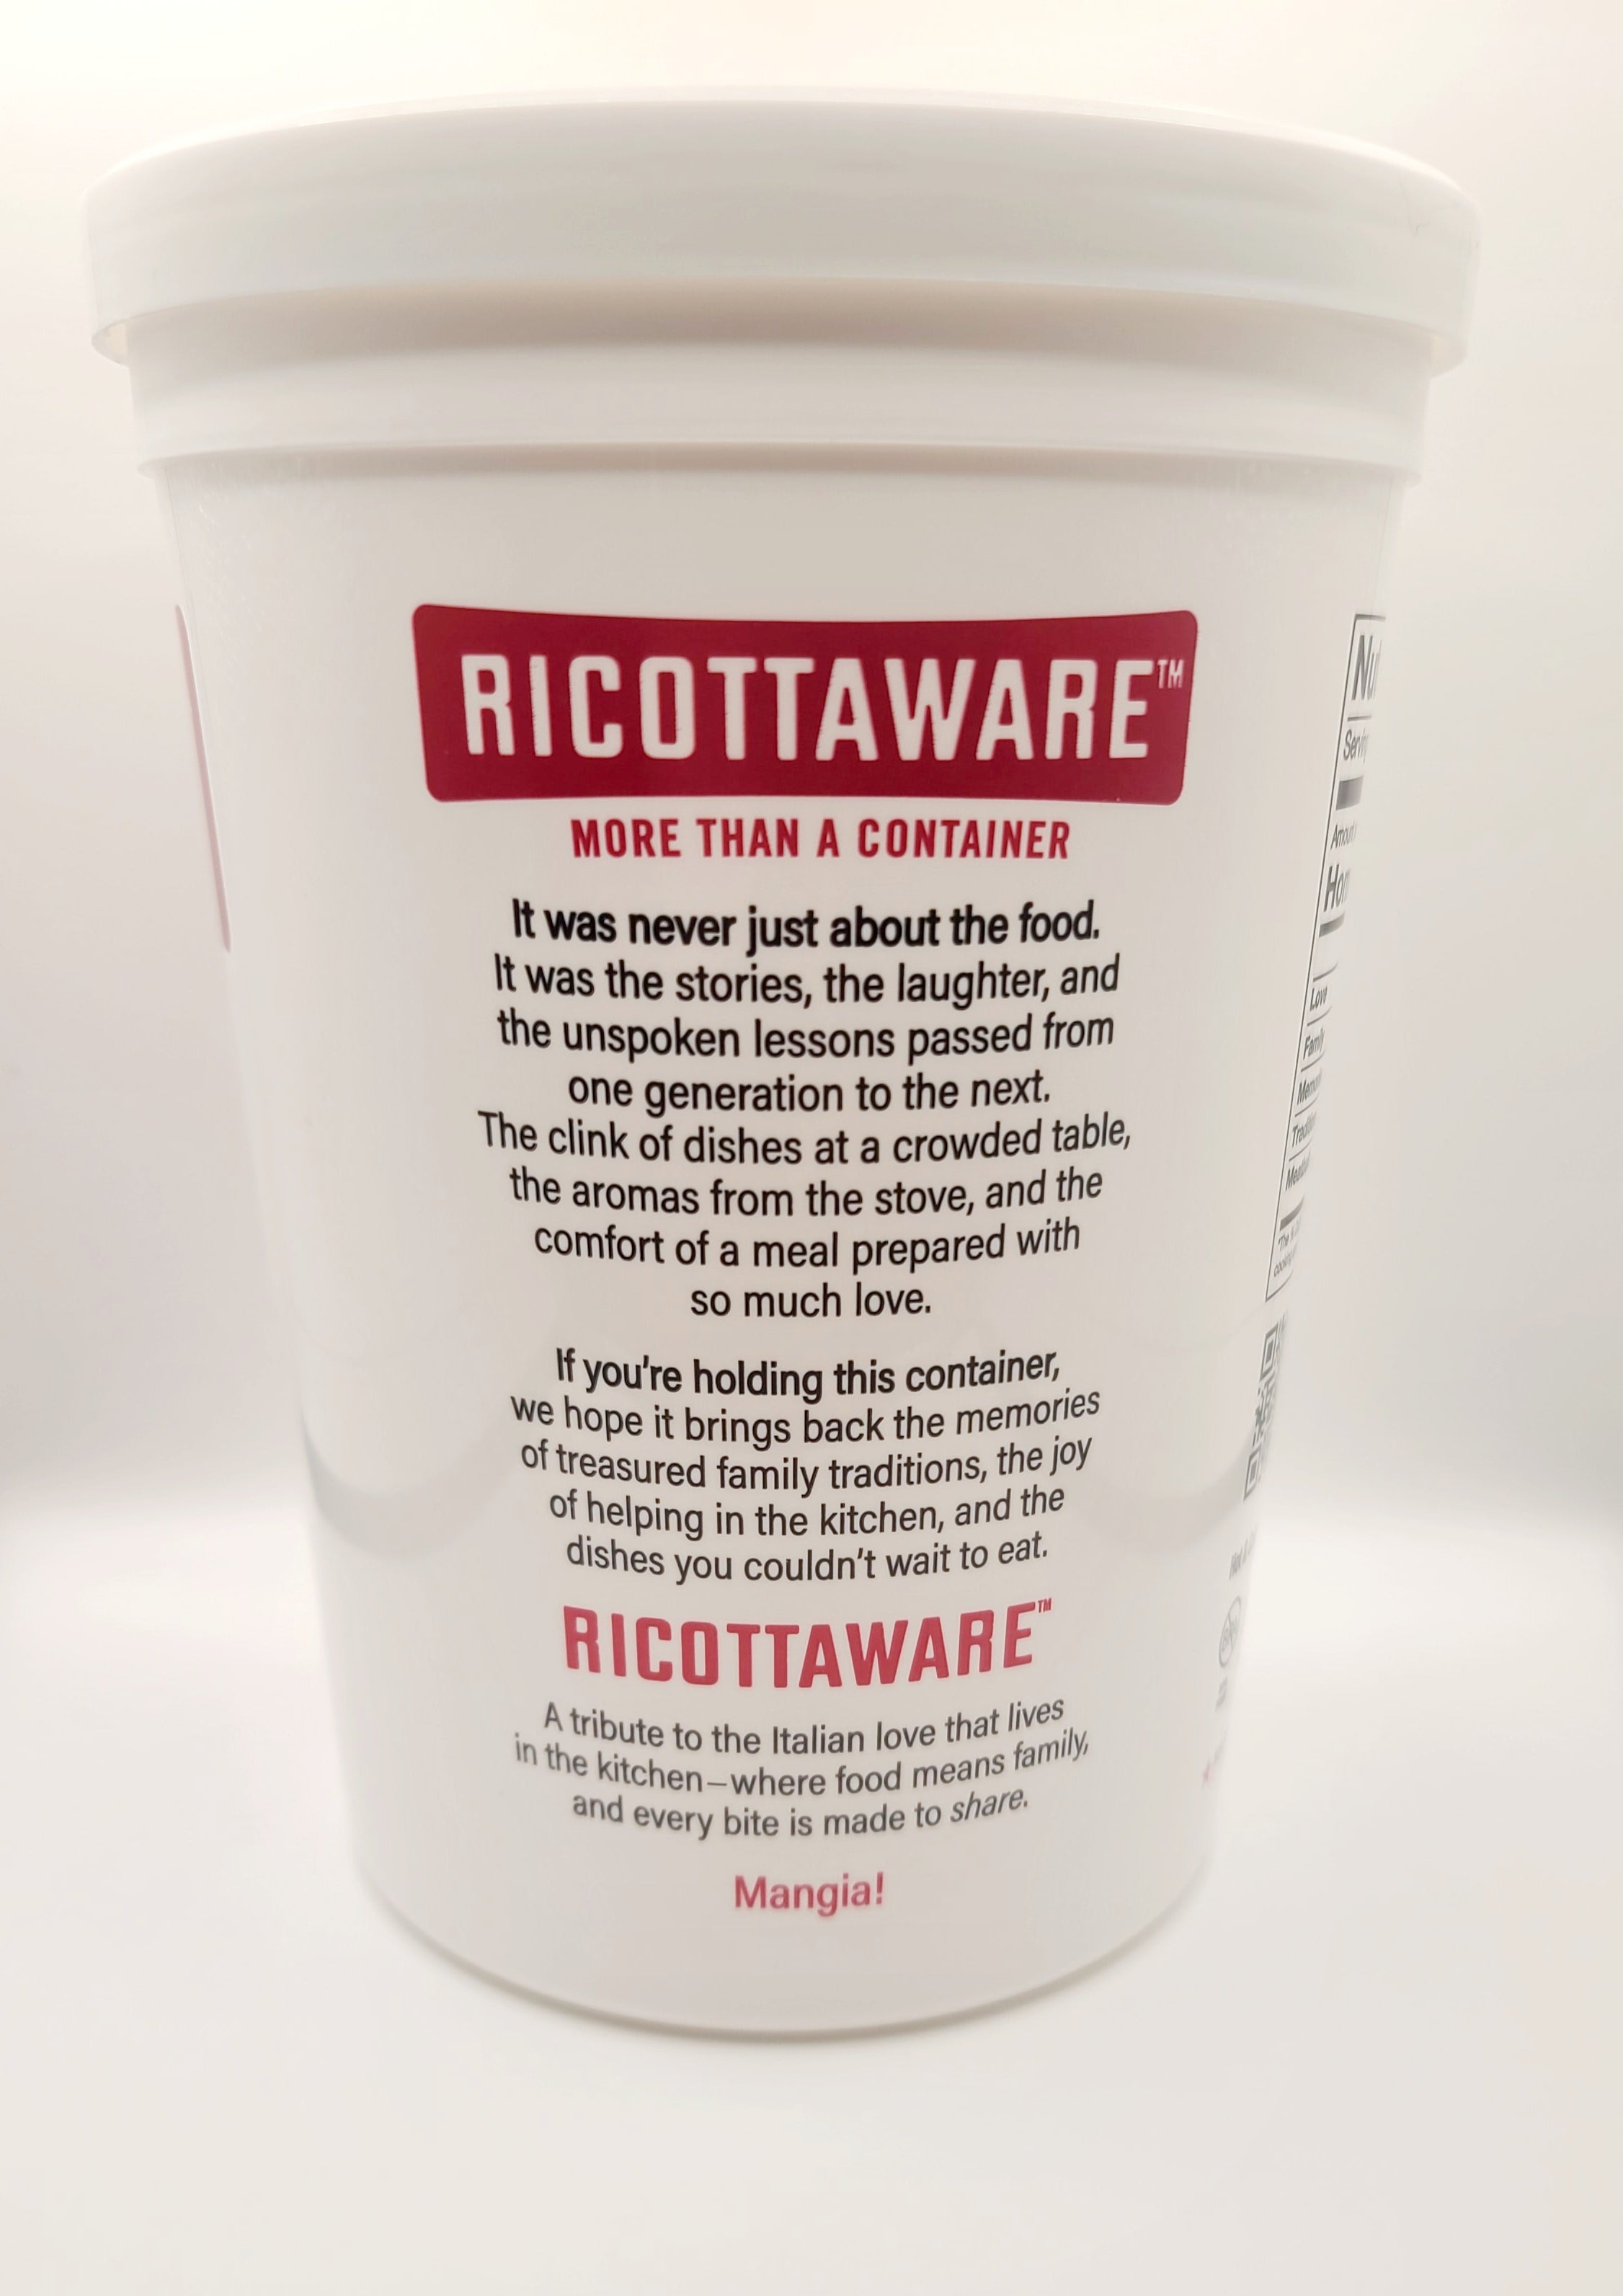 RICOTTAWARE™
MORE THAN A CONTAINER
It was never just about the food.
It was the stories, the laughter, and
the unspoken lessons passed from
one generation to the next.
The clink of dishes at a crowded table,
the aromas from the stove, and the
comfort of a meal prepared with
so much love.
If you're holding this container,
we hope it brings back the memories
of treasured family traditions, the joy
of helping in the kitchen, and the
dishes you couldn't wait to eat.
RICOTTAWARE™
A tribute to the Italian love that lives
in the kitchen—where food means family,
and every bite is made to share.
Mangia!
Love
Family